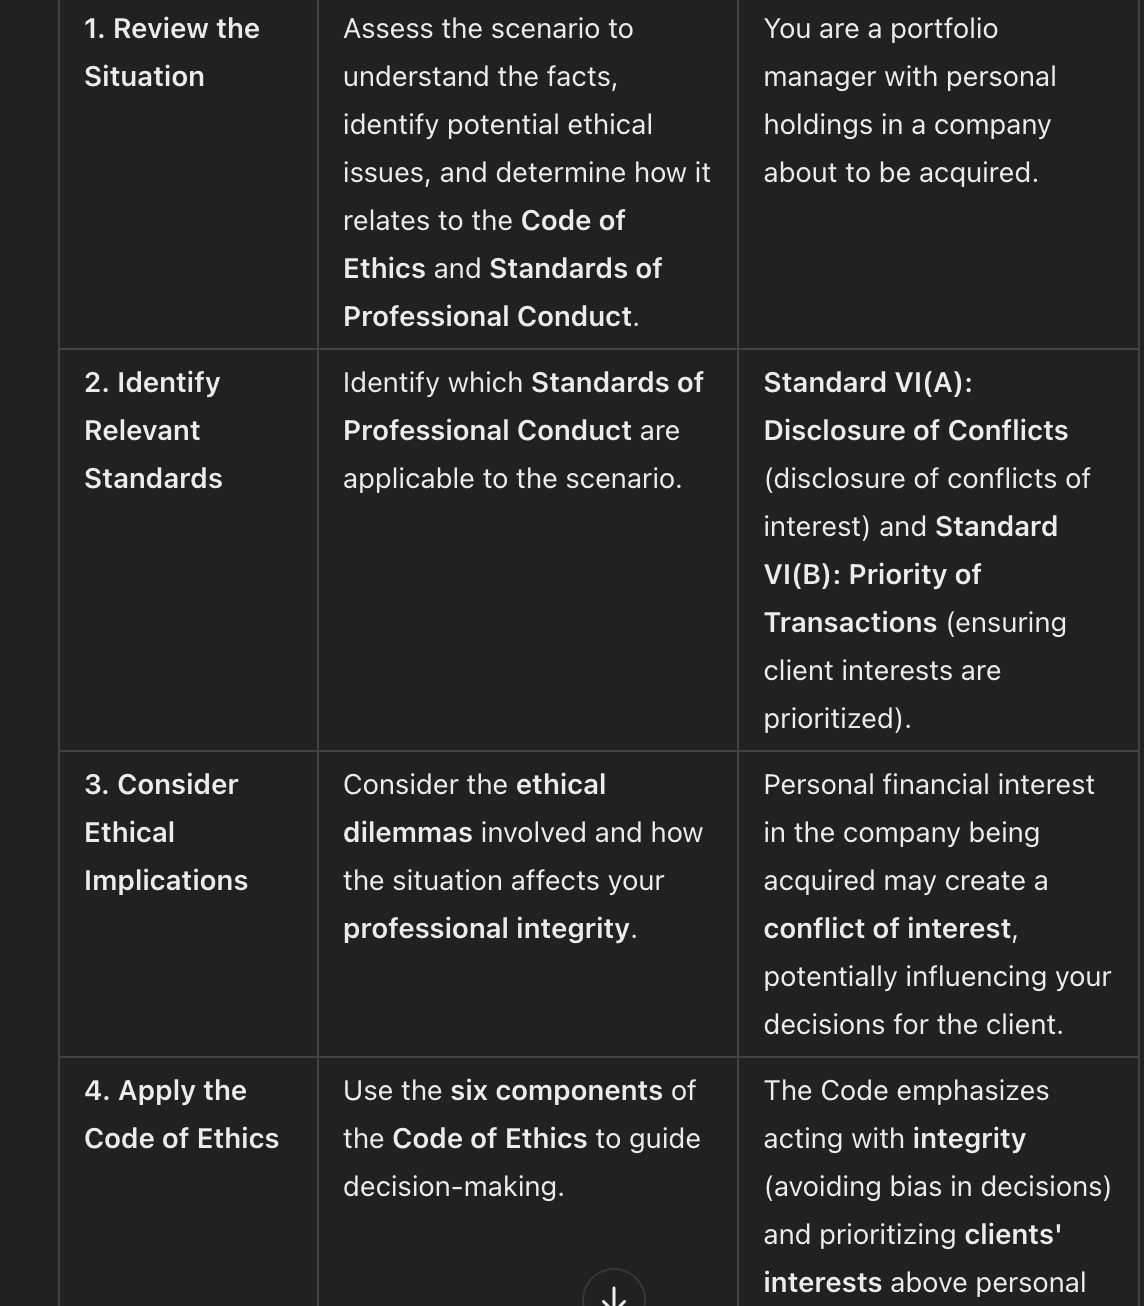 1. Review the
Situation
Assess the scenario to
understand the facts,
identify potential ethical
issues, and determine how it
relates to the Code of
Ethics and Standards of
Professional Conduct.
You are a portfolio
manager with personal
holdings in a company
about to be acquired.
2. Identify
Relevant
Standards
Identify which Standards of
Professional Conduct are
applicable to the scenario.
Standard VI(A):
Disclosure of Conflicts
(disclosure of conflicts of
interest) and Standard
VI(B): Priority of
Transactions (ensuring
client interests are
prioritized).
3. Consider
Ethical
Implications
Consider the ethical
dilemmas involved and how
the situation affects your
professional integrity.
Personal financial interest
in the company being
acquired may create a
conflict of interest,
potentially influencing your
decisions for the client.
4. Apply the
Code of Ethics
Use the six components of
the Code of Ethics to guide
decision-making.
The Code emphasizes
acting with integrity
(avoiding bias in decisions)
and prioritizing clients'
interests above personal